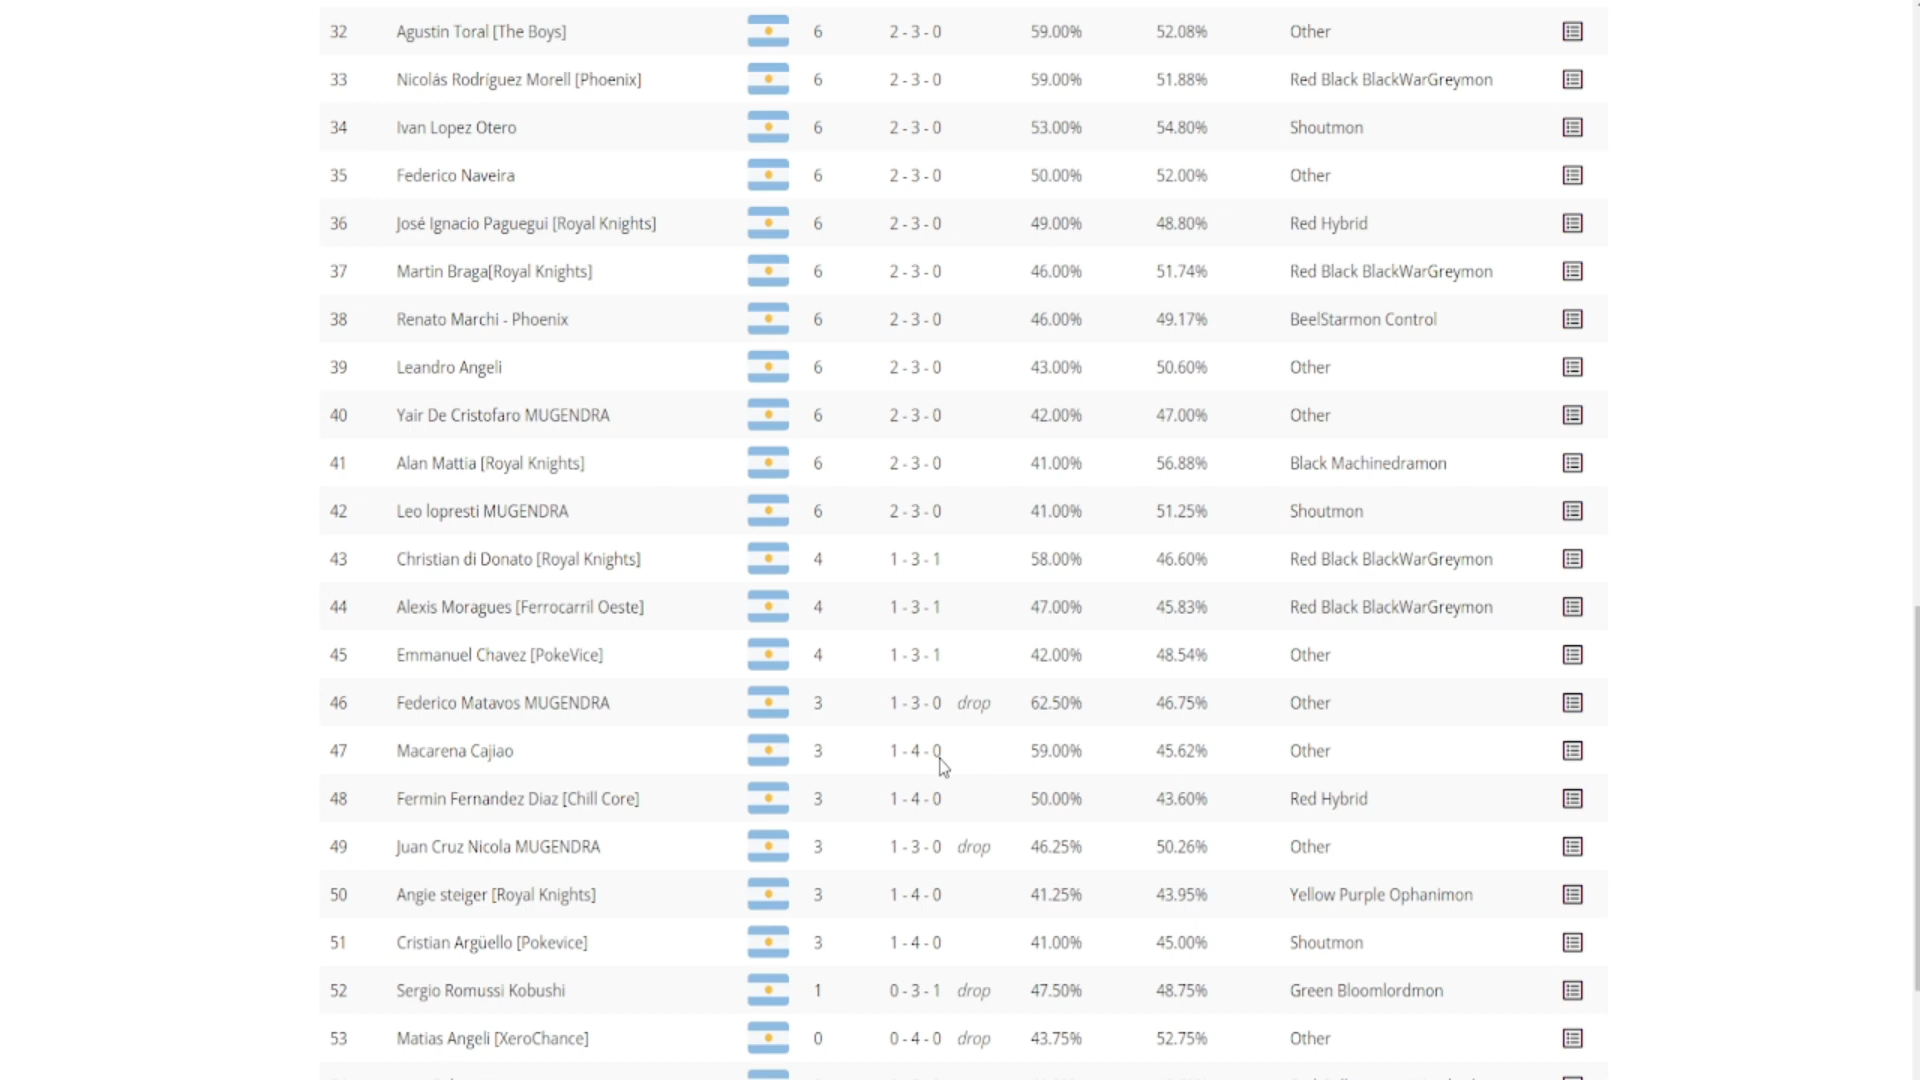 32 Agustin Toral [The Boys] 6 2 - 3 - 0 59.00% 52.08% Other
33 Nicolás Rodríguez Morell [Phoenix] 6 2 - 3 - 0 59.00% 51.88% Red Black BlackWarGreymon
34 Ivan Lopez Otero 6 2 - 3 - 0 53.00% 54.80% Shoutmon
35 Federico Naveira 6 2 - 3 - 0 50.00% 52.00% Other
36 José Ignacio Paguegui [Royal Knights] 6 2 - 3 - 0 49.00% 48.80% Red Hybrid
37 Martin Braga[Royal Knights] 6 2 - 3 - 0 46.00% 51.74% Red Black BlackWarGreymon
38 Renato Marchi - Phoenix 6 2 - 3 - 0 46.00% 49.17% BeelStarmon Control
39 Leandro Angeli 6 2 - 3 - 0 43.00% 50.60% Other
40 Yair De Cristofaro MUGENDRA 6 2 - 3 - 0 42.00% 47.00% Other
41 Alan Mattia [Royal Knights] 6 2 - 3 - 0 41.00% 56.88% Black Machinedramon
42 Leo lopresti MUGENDRA 6 2 - 3 - 0 41.00% 51.25% Shoutmon
43 Christian di Donato [Royal Knights] 4 1 - 3 - 1 58.00% 46.60% Red Black BlackWarGreymon
44 Alexis Moragues [Ferrocarril Oeste] 4 1 - 3 - 1 47.00% 45.83% Red Black BlackWarGreymon
45 Emmanuel Chavez [PokeVice] 4 1 - 3 - 1 42.00% 48.54% Other
46 Federico Matavos MUGENDRA 3 1 - 3 - 0 drop 62.50% 46.75% Other
47 Macarena Cajiao 3 1 - 4 - 0 59.00% 45.62% Other
48 Fermin Fernandez Diaz [Chill Core] 3 1 - 4 - 0 50.00% 43.60% Red Hybrid
49 Juan Cruz Nicola MUGENDRA 3 1 - 3 - 0 drop 46.25% 50.26% Other
50 Angie steiger [Royal Knights] 3 1 - 4 - 0 41.25% 43.95% Yellow Purple Ophanimon
51 Cristian Argüello [Pokevice] 3 1 - 4 - 0 41.00% 45.00% Shoutmon
52 Sergio Romussi Kobushi 1 0 - 3 - 1 drop 47.50% 48.75% Green Bloomlordmon
53 Matias Angeli [XeroChance] 0 0 - 4 - 0 drop 43.75% 52.75% Other